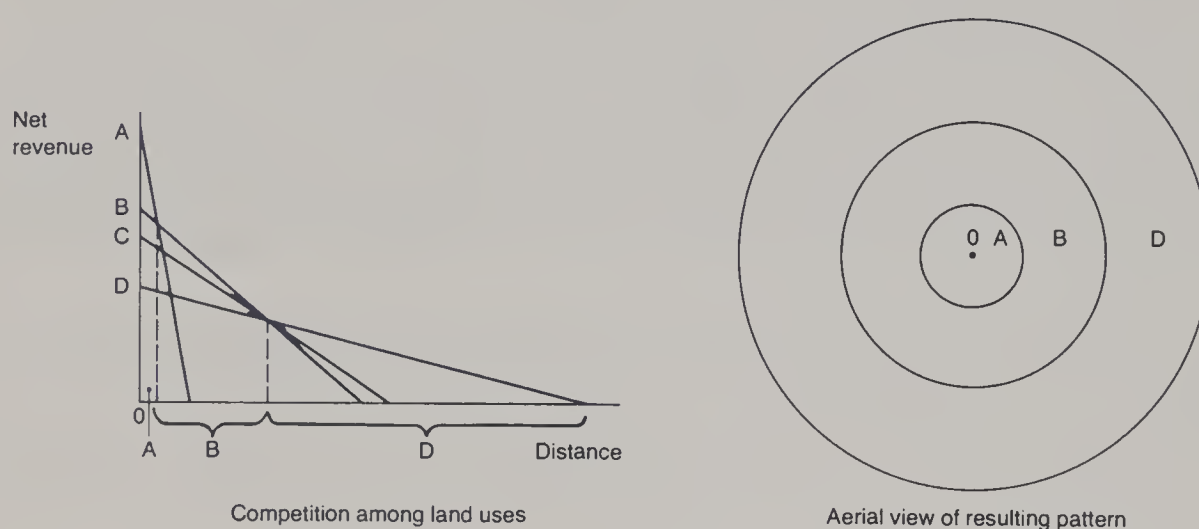 Net
revenue
A
B
C
D
0
A
B
D
Distance
Competition among land uses
0 A B D
Aerial view of resulting pattern